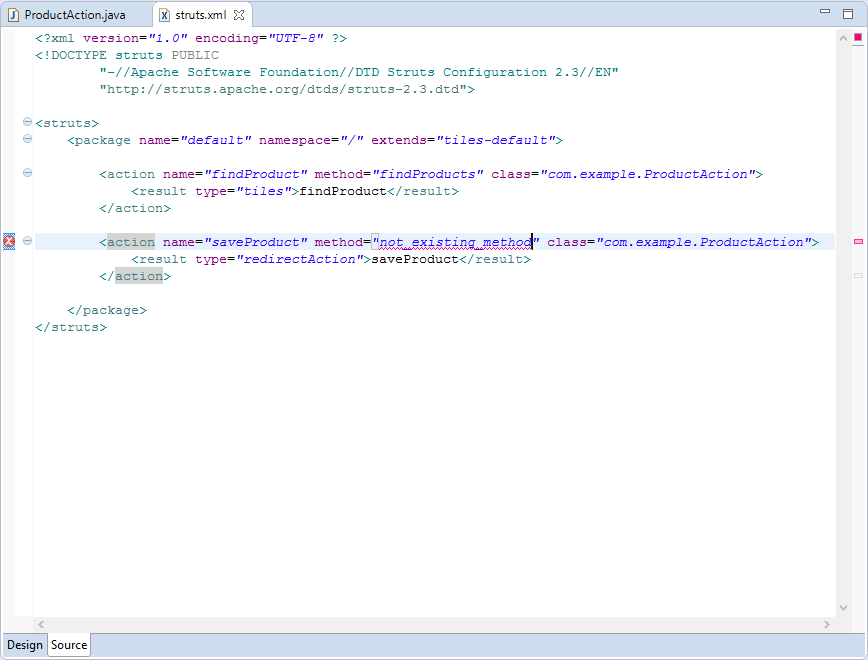 ProductAction.java struts.xml
<?xml version="1.0" encoding="UTF-8" ?>
<!DOCTYPE struts PUBLIC
"-//Apache Software Foundation//DTD Struts Configuration 2.3//EN"
"http://struts.apache.org/dtds/struts-2.3.dtd">
<struts>
<package name="default" namespace="/" extends="tiles-default">
<action name="findProduct" method="findProducts" class="com.example.ProductAction">
<result type="tiles">findProduct</result>
</action>
<action name="saveProduct" method="not_existing_method" class="com.example.ProductAction">
<result type="redirectAction">saveProduct</result>
</action>
</package>
</struts>
Design Source